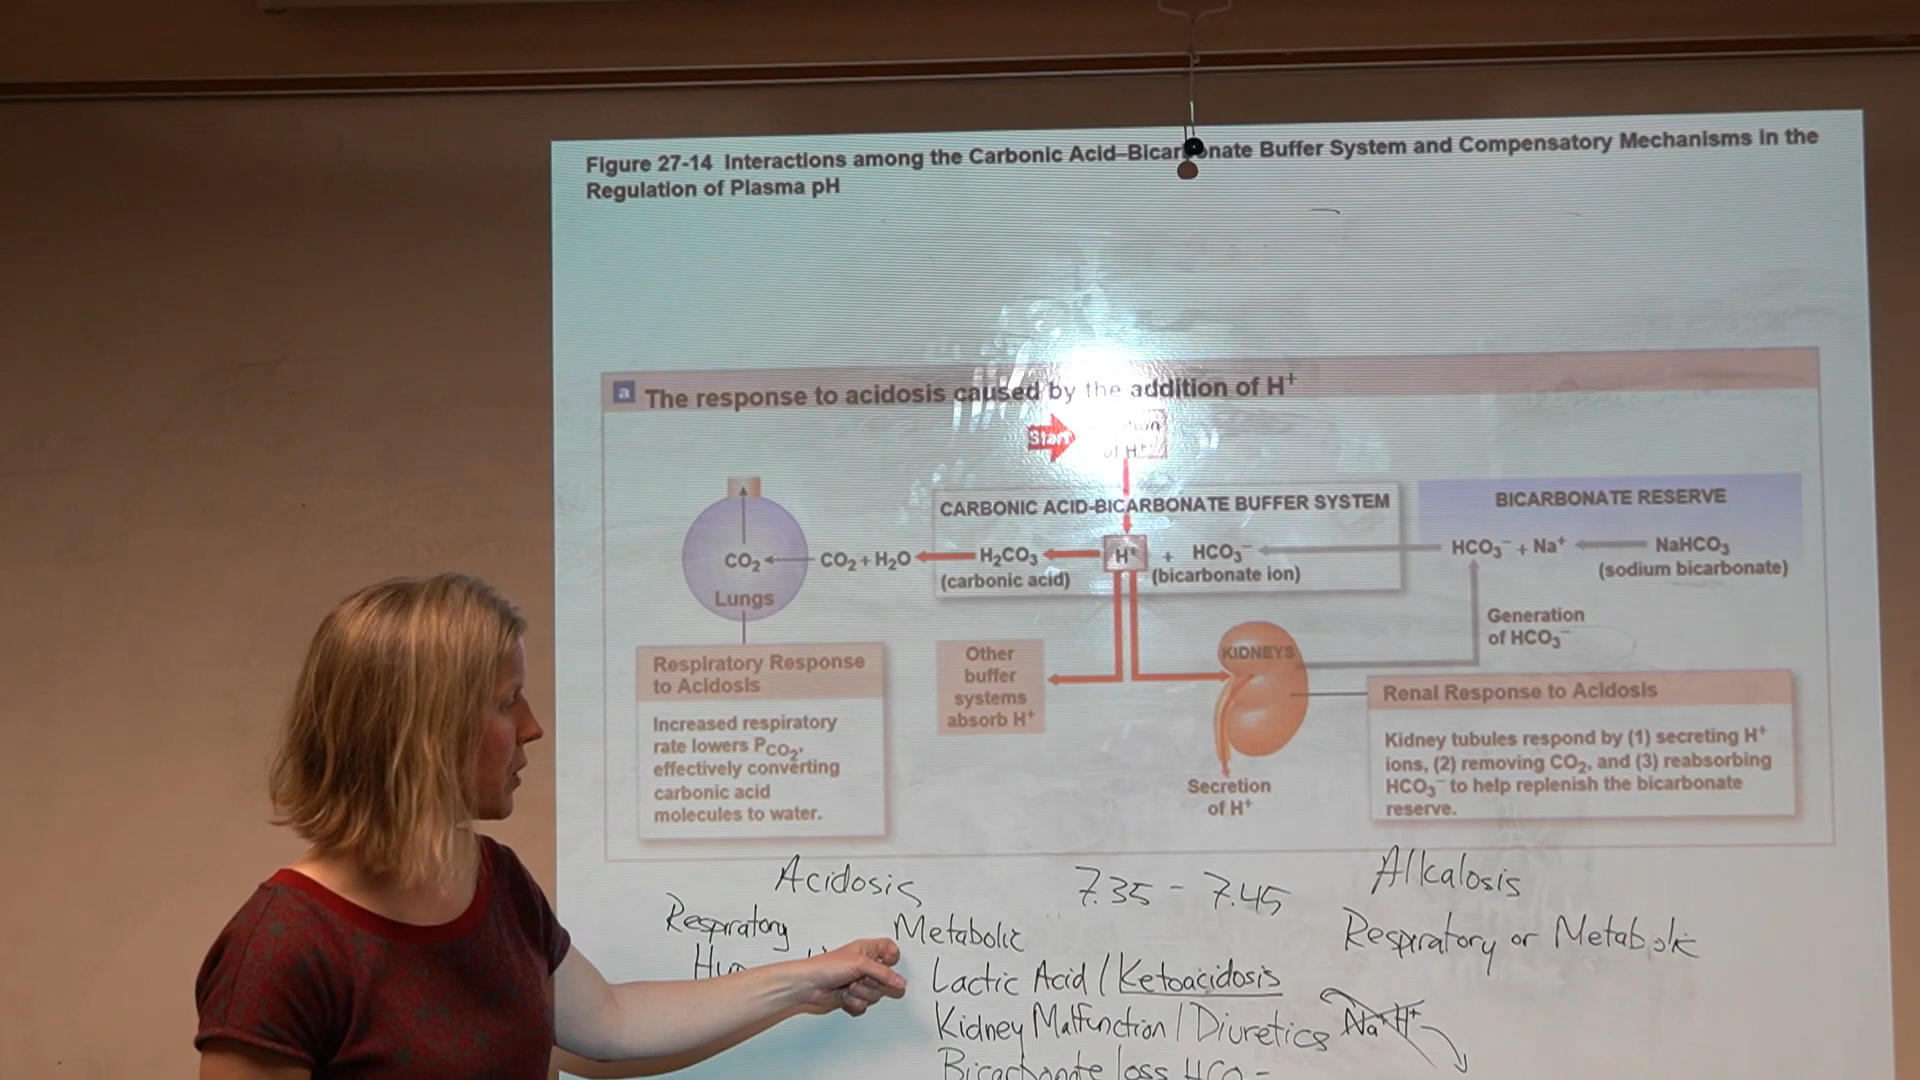 Figure 27-14 Interactions among the Carbonic Acid–Bicarbonate Buffer System and Compensatory Mechanisms in the
Regulation of Plasma pH
a The response to acidosis caused by the addition of H⁺
Start
of H⁺
CARBONIC ACID-BICARBONATE BUFFER SYSTEM
BICARBONATE RESERVE
CO₂
CO₂ + H₂O
H₂CO₃
(carbonic acid)
H⁺
+ HCO₃⁻
(bicarbonate ion)
HCO₃⁻ + Na⁺
NaHCO₃
(sodium bicarbonate)
Lungs
Generation
of HCO₃⁻
Respiratory Response
to Acidosis
Increased respiratory
rate lowers PCO₂,
effectively converting
carbonic acid
molecules to water.
Other
buffer
systems
absorb H⁺
KIDNEYS
Secretion
of H⁺
Renal Response to Acidosis
Kidney tubules respond by (1) secreting H⁺
ions, (2) removing CO₂, and (3) reabsorbing
HCO₃⁻ to help replenish the bicarbonate
reserve.
Acidosis
7.35 - 7.45
Alkalosis
Respiratory
Metabolic
Respiratory or Metabolic
Lactic Acid / Ketoacidosis
Kidney Malfunction / Diuretics
Na⁺ H⁺
Bicarbonate loss HCO -